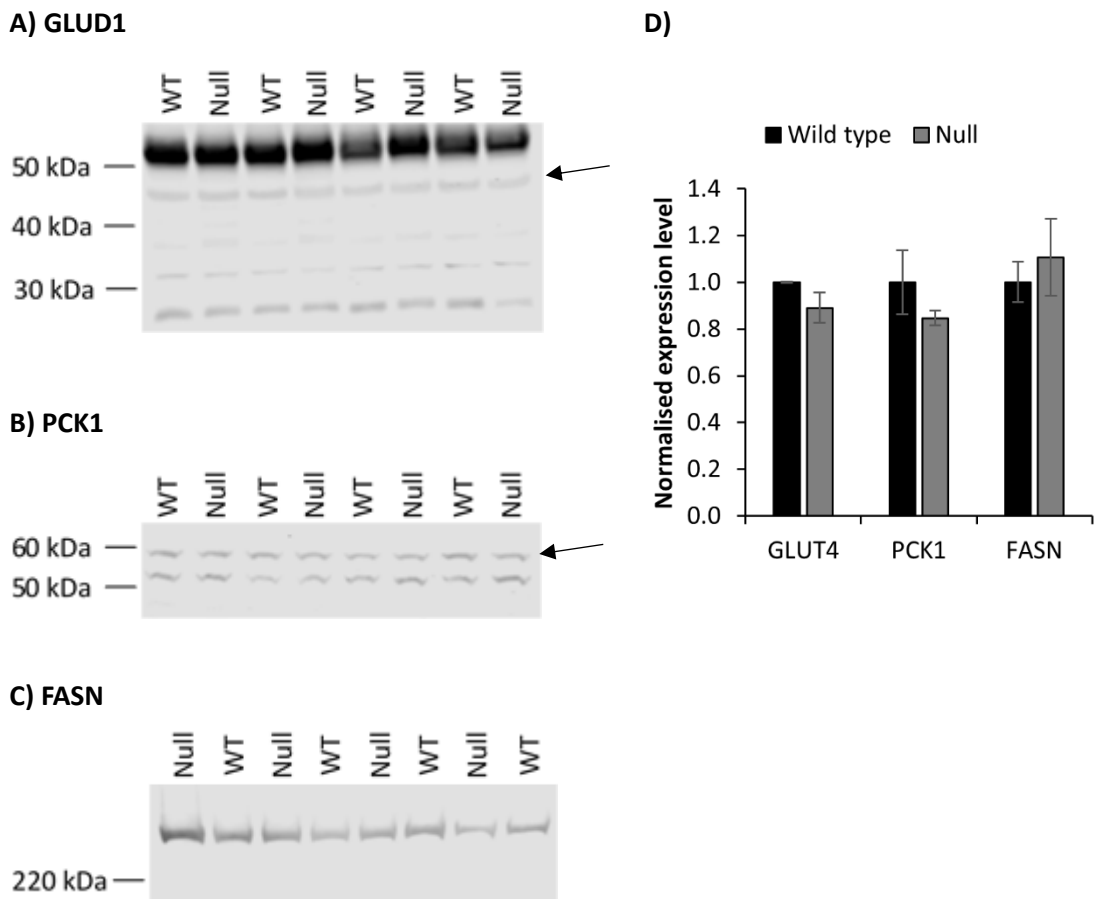 A) GLUD1
WT Null WT Null WT Null WT Null
50 kDa
40 kDa
30 kDa
B) PCK1
WT Null WT Null WT Null WT Null
60 kDa
50 kDa
C) FASN
Null WT Null WT Null WT Null WT
220 kDa
D)
Wild type Null
Normalised expression level
1.4
1.2
1.0
0.8
0.6
0.4
0.2
0.0
GLUT4 PCK1 FASN